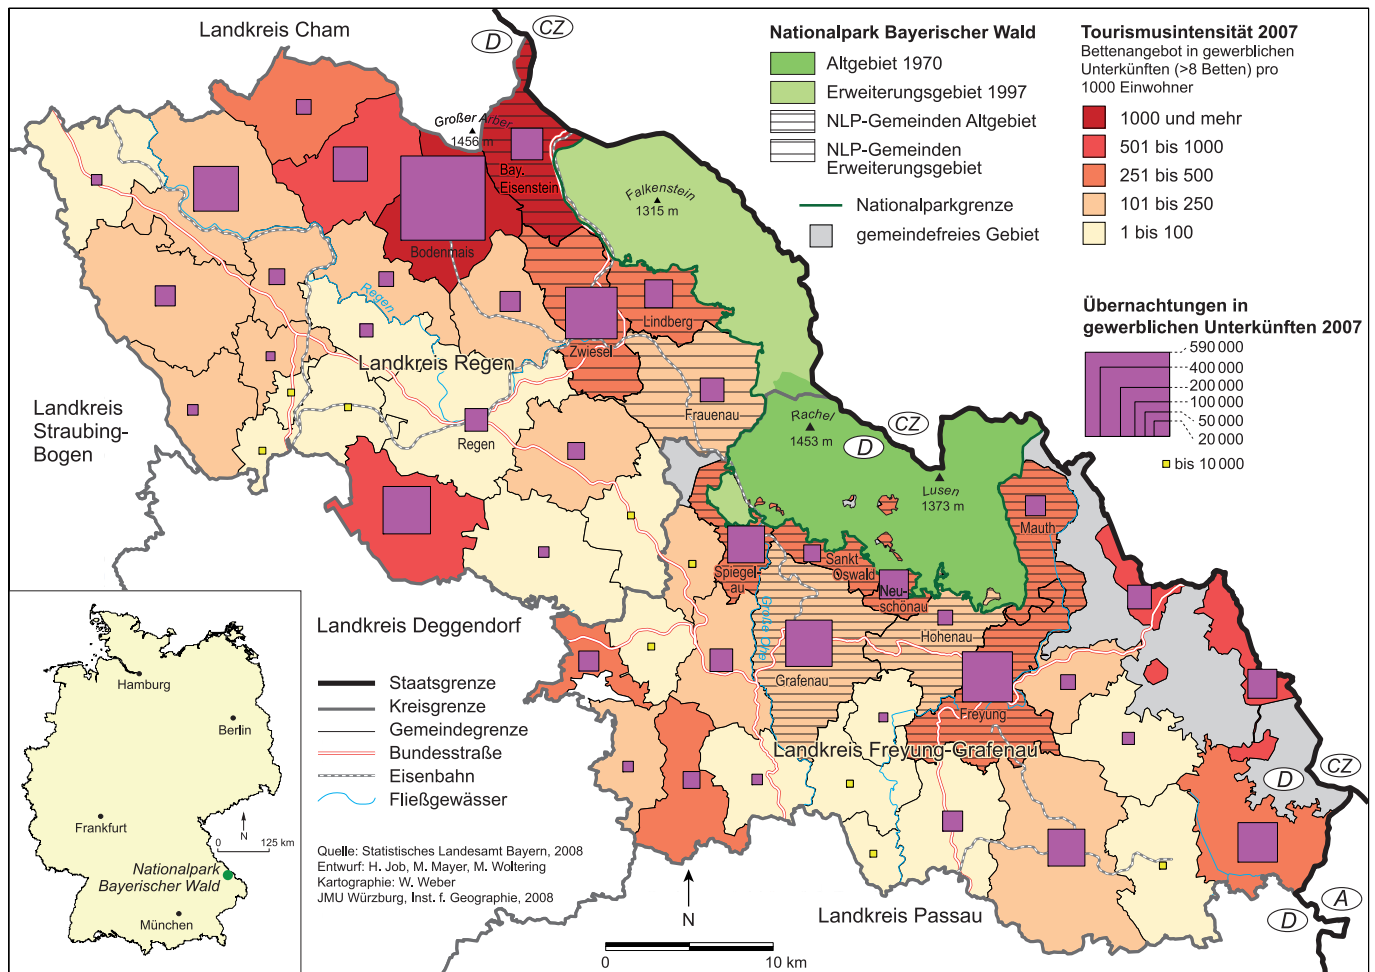 Landkreis Cham
D
CZ
Großer Arber
1456 m
Bay.
Eisenstein
Falkenstein
1315 m
Bodenmais
Regen
Lindberg
Zwiesel
Landkreis Regen
Frauenau
Regen
Landkreis
Straubing-
Bogen
Rachel
1453 m
D
CZ
Lusen
1373 m
Mauth
Spiegel-
au
Sankt
Oswald
Neu-
schönau
Große Ohe
Hohenau
Grafenau
Freyung
Landkreis Freyung-Grafenau
Landkreis Deggendorf
Landkreis Passau
D
CZ
A
D
Nationalpark Bayerischer Wald
Altgebiet 1970
Erweiterungsgebiet 1997
NLP-Gemeinden Altgebiet
NLP-Gemeinden
Erweiterungsgebiet
Nationalparkgrenze
gemeindefreies Gebiet
Tourismusintensität 2007
Bettenangebot in gewerblichen
Unterkünften (>8 Betten) pro
1000 Einwohner
1000 und mehr
501 bis 1000
251 bis 500
101 bis 250
1 bis 100
Übernachtungen in
gewerblichen Unterkünften 2007
590 000
400 000
200 000
100 000
50 000
20 000
bis 10 000
Staatsgrenze
Kreisgrenze
Gemeindegrenze
Bundesstraße
Eisenbahn
Fließgewässer
Quelle: Statistisches Landesamt Bayern, 2008
Entwurf: H. Job, M. Mayer, M. Woltering
Kartographie: W. Weber
JMU Würzburg, Inst. f. Geographie, 2008
N
0 10 km
Hamburg
Berlin
Frankfurt
N
0 125 km
Nationalpark
Bayerischer Wald
München